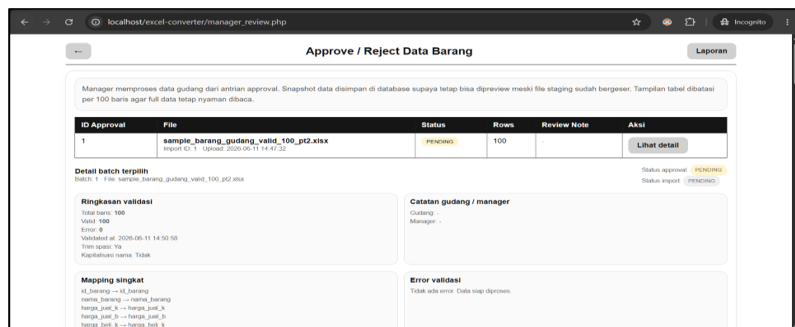 localhost/excel-converter/manager_review.php
Incognito
←
Approve / Reject Data Barang
Laporan
Manager memproses data gudang dari antrian approval. Snapshot data disimpan di database supaya tetap bisa dipreview meski file staging sudah bergeser. Tampilan tabel dibatasi
per 100 baris agar full data tetap nyaman dibaca.
ID Approval File Status Rows Review Note Aksi
1 sample_barang_gudang_valid_100_pt2.xlsx PENDING 100 - Lihat detail
Import ID: 1 Upload: 2026-06-11 14:47:32
Detail batch terpilih
Batch: 1 File: sample_barang_gudang_valid_100_pt2.xlsx
Status approval: PENDING
Status import: PENDING
Ringkasan validasi
Total baris: 100
Valid: 100
Error: 0
Validated at: 2026-06-11 14:50:58
Trim spasi: Ya
Kapitalisasi nama: Tidak
Catatan gudang / manager
Gudang: -
Manager: -
Mapping singkat
id_barang → id_barang
nama_barang → nama_barang
harga_jual_k → harga_jual_k
harga_jual_b → harga_jual_b
harga_beli_k → harga_beli_k
Error validasi
Tidak ada error. Data siap diproses.